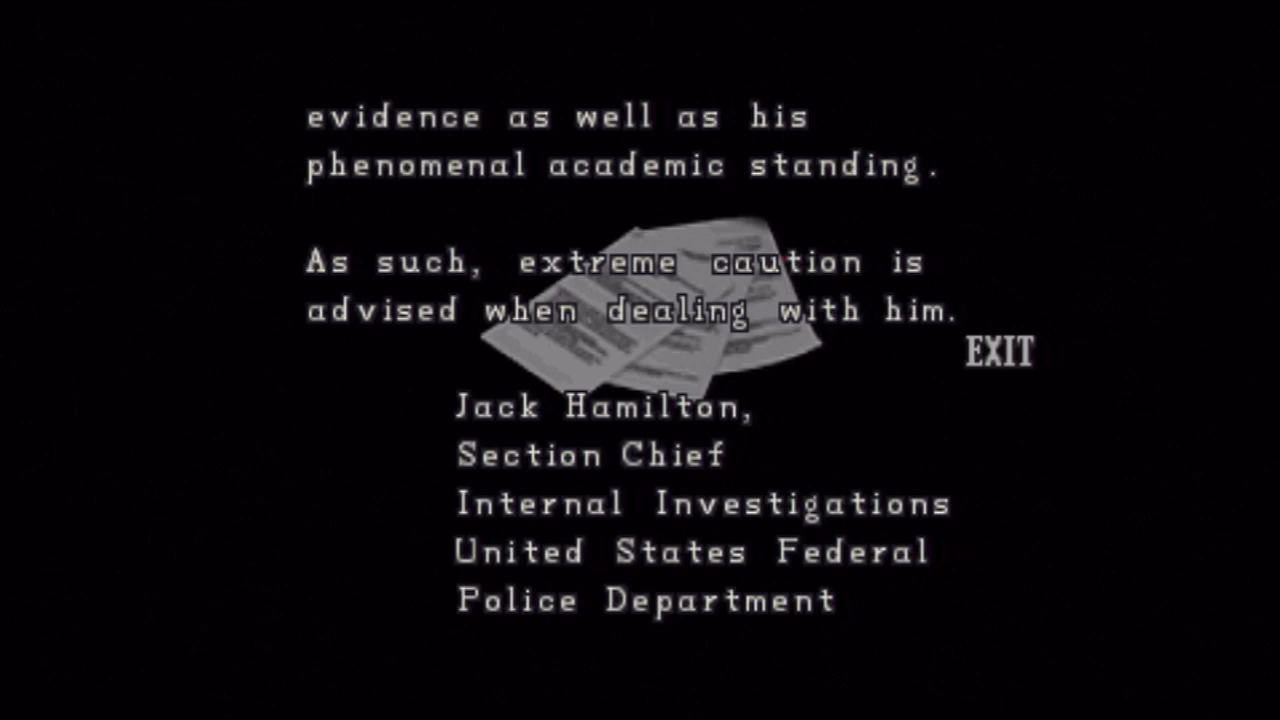 evidence as well as his
phenomenal academic standing.
As such, extreme caution is
advised when dealing with him.
EXIT
Jack Hamilton,
Section Chief
Internal Investigations
United States Federal
Police Department